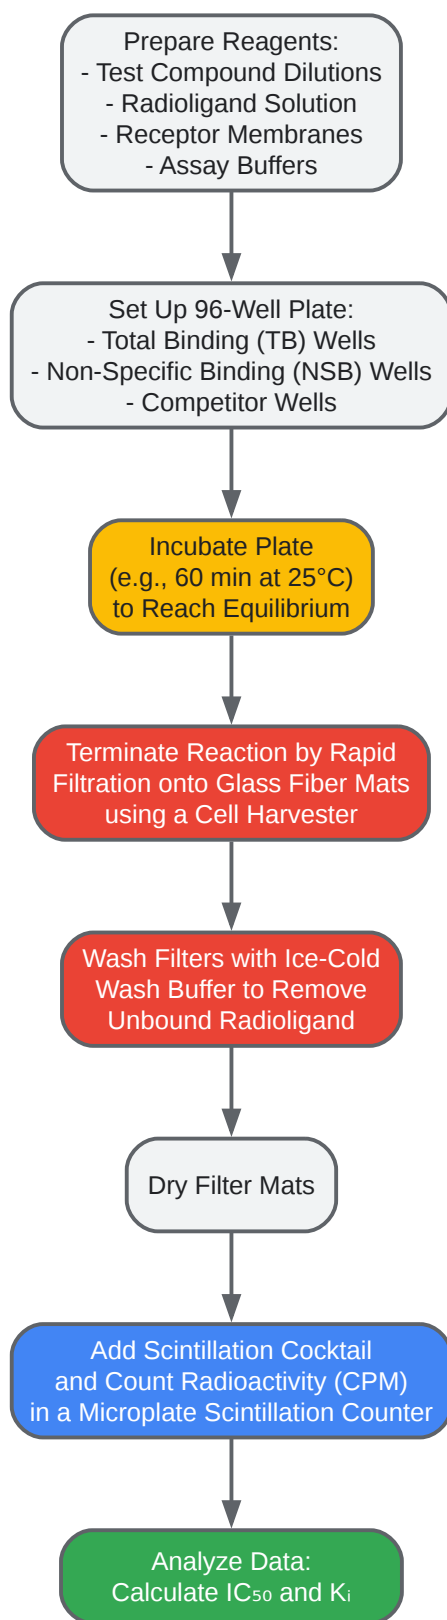 Prepare Reagents:
- Test Compound Dilutions
- Radioligand Solution
- Receptor Membranes
- Assay Buffers
Set Up 96-Well Plate:
- Total Binding (TB) Wells
- Non-Specific Binding (NSB) Wells
- Competitor Wells
Incubate Plate
(e.g., 60 min at 25°C)
to Reach Equilibrium
Terminate Reaction by Rapid
Filtration onto Glass Fiber Mats
using a Cell Harvester
Wash Filters with Ice-Cold
Wash Buffer to Remove
Unbound Radioligand
Dry Filter Mats
Add Scintillation Cocktail
and Count Radioactivity (CPM)
in a Microplate Scintillation Counter
Analyze Data:
Calculate IC₅₀ and Kᵢ